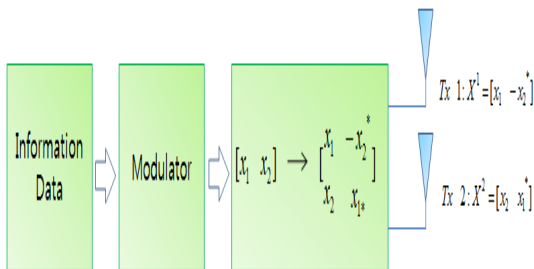 Information
Data
Modulator
[x₁ x₂] → [x₁ -x₂*
x₂ x₁*]
Tx 1: X¹=[x₁ -x₂*]
Tx 2: X²=[x₂ x₁*]